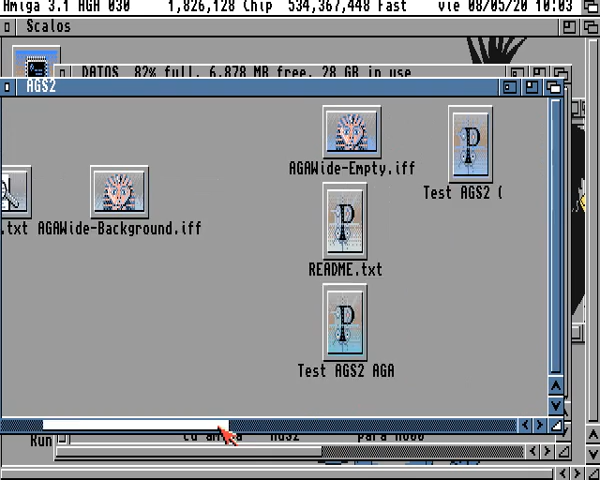 Amiga 3.1 AGA 030 1,826,128 Chip 534,367,448 Fast vie 08/05/20 10:03
Scalos
DATOS 82% full, 6,878 MB free, 28 GB in use
AGS2
AGAWide-Empty.iff
Test AGS2 (
.txt AGAWide-Background.iff
README.txt
Test AGS2 AGA
Run